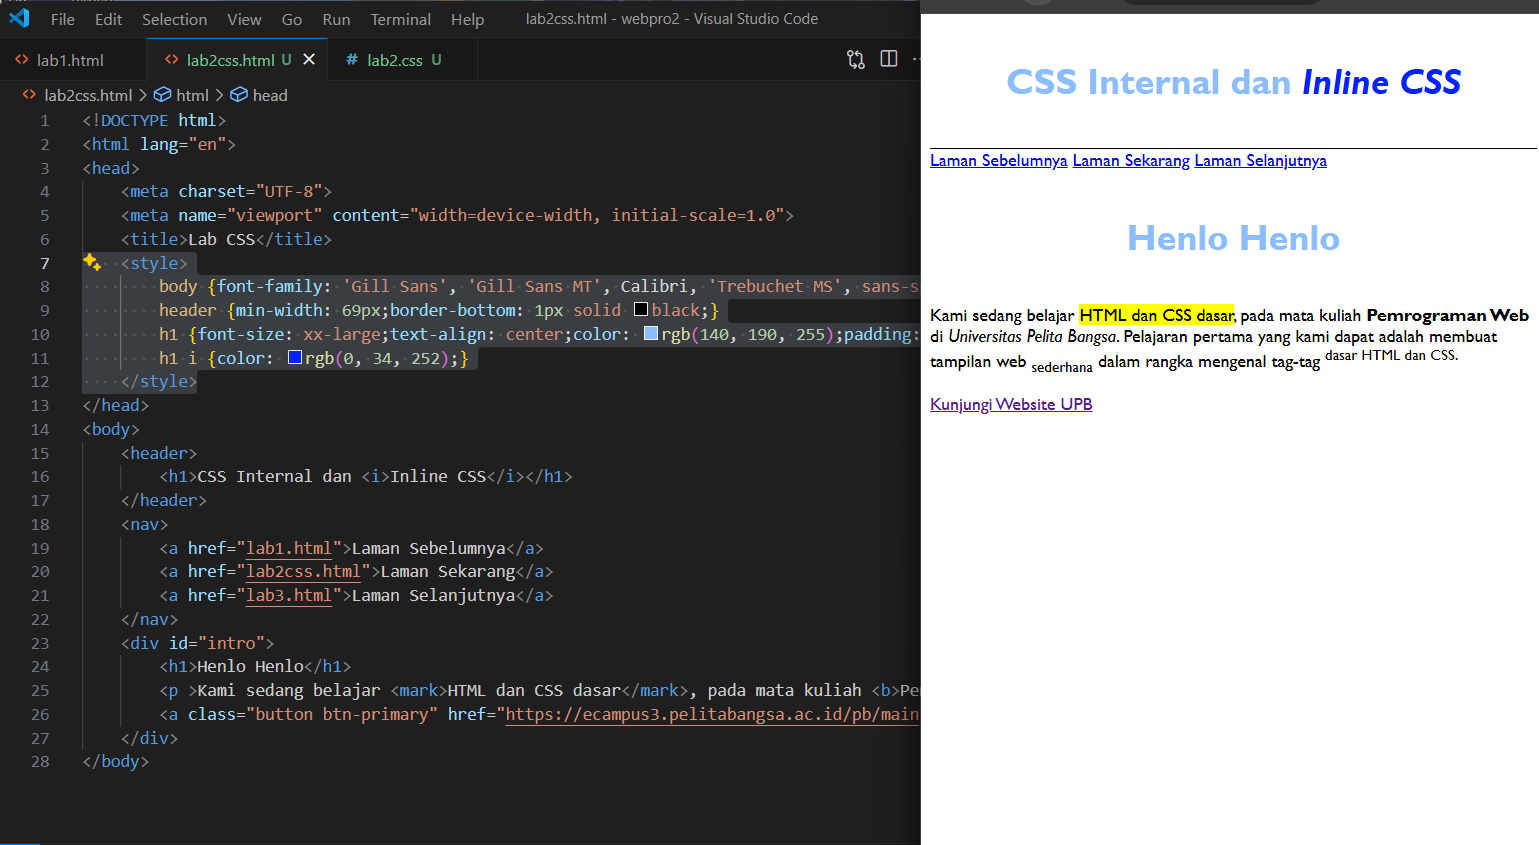 File Edit Selection View Go Run Terminal Help lab2css.html - webpro2 - Visual Studio Code
lab1.html lab2css.html U lab2.css U
lab2css.html > html > head
1 <!DOCTYPE html>
2 <html lang="en">
3 <head>
4 <meta charset="UTF-8">
5 <meta name="viewport" content="width=device-width, initial-scale=1.0">
6 <title>Lab CSS</title>
7 <style>
8 body {font-family: 'Gill Sans', 'Gill Sans MT', Calibri, 'Trebuchet MS', sans-s
9 header {min-width: 69px;border-bottom: 1px solid black;}
10 h1 {font-size: xx-large;text-align: center;color: rgb(140, 190, 255);padding:
11 h1 i {color: rgb(0, 34, 252);}
12 </style>
13 </head>
14 <body>
15 <header>
16 <h1>CSS Internal dan <i>Inline CSS</i></h1>
17 </header>
18 <nav>
19 <a href="lab1.html">Laman Sebelumnya</a>
20 <a href="lab2css.html">Laman Sekarang</a>
21 <a href="lab3.html">Laman Selanjutnya</a>
22 </nav>
23 <div id="intro">
24 <h1>Henlo Henlo</h1>
25 <p >Kami sedang belajar <mark>HTML dan CSS dasar</mark>, pada mata kuliah <b>Pe
26 <a class="button btn-primary" href="https://ecampus3.pelitabangsa.ac.id/pb/main
27 </div>
28 </body>
CSS Internal dan Inline CSS
Laman Sebelumnya Laman Sekarang Laman Selanjutnya
Henlo Henlo
Kami sedang belajar HTML dan CSS dasar, pada mata kuliah Pemrograman Web
di Universitas Pelita Bangsa. Pelajaran pertama yang kami dapat adalah membuat
tampilan web sederhana dalam rangka mengenal tag-tag dasar HTML dan CSS.
Kunjungi Website UPB